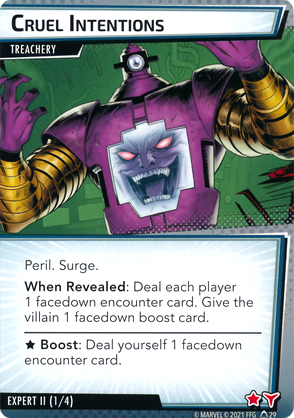 CRUEL INTENTIONS
TREACHERY
Peril. Surge.
When Revealed: Deal each player
1 facedown encounter card. Give the
villain 1 facedown boost card.
★ Boost: Deal yourself 1 facedown
encounter card.
EXPERT II (1/4)
© MARVEL © 2021 FFG 29